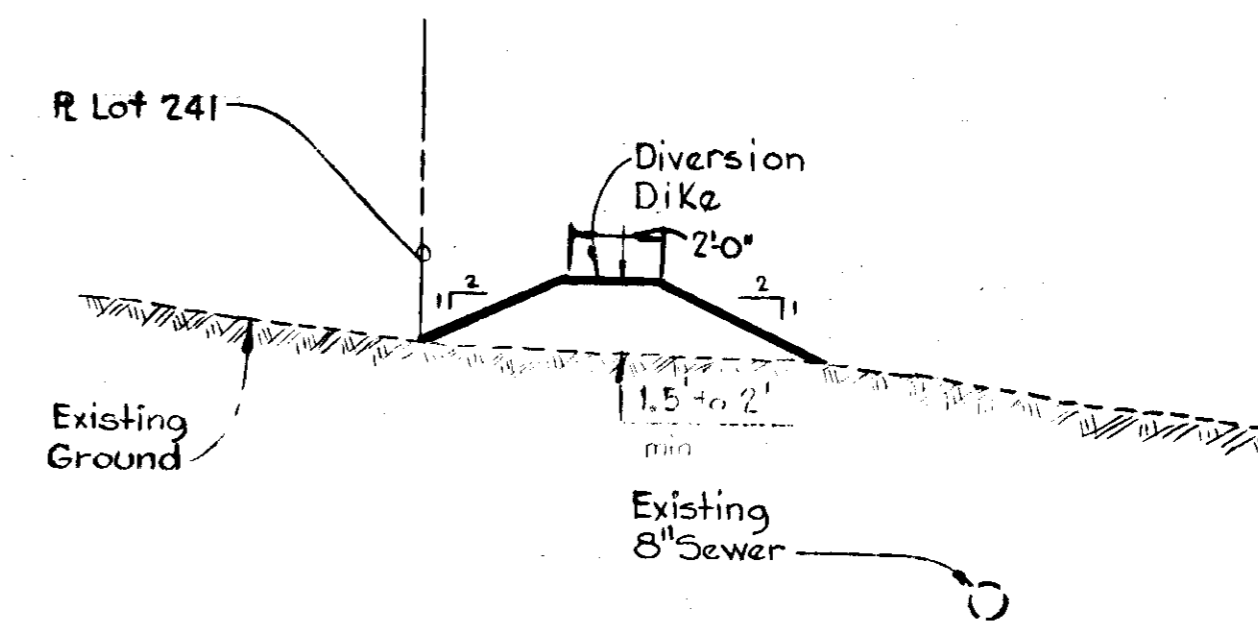 PL Lot 241
Diversion
Dike
2'-0"
1
2
2
1
1.5' to 2'
min
Existing
Ground
Existing
8" Sewer